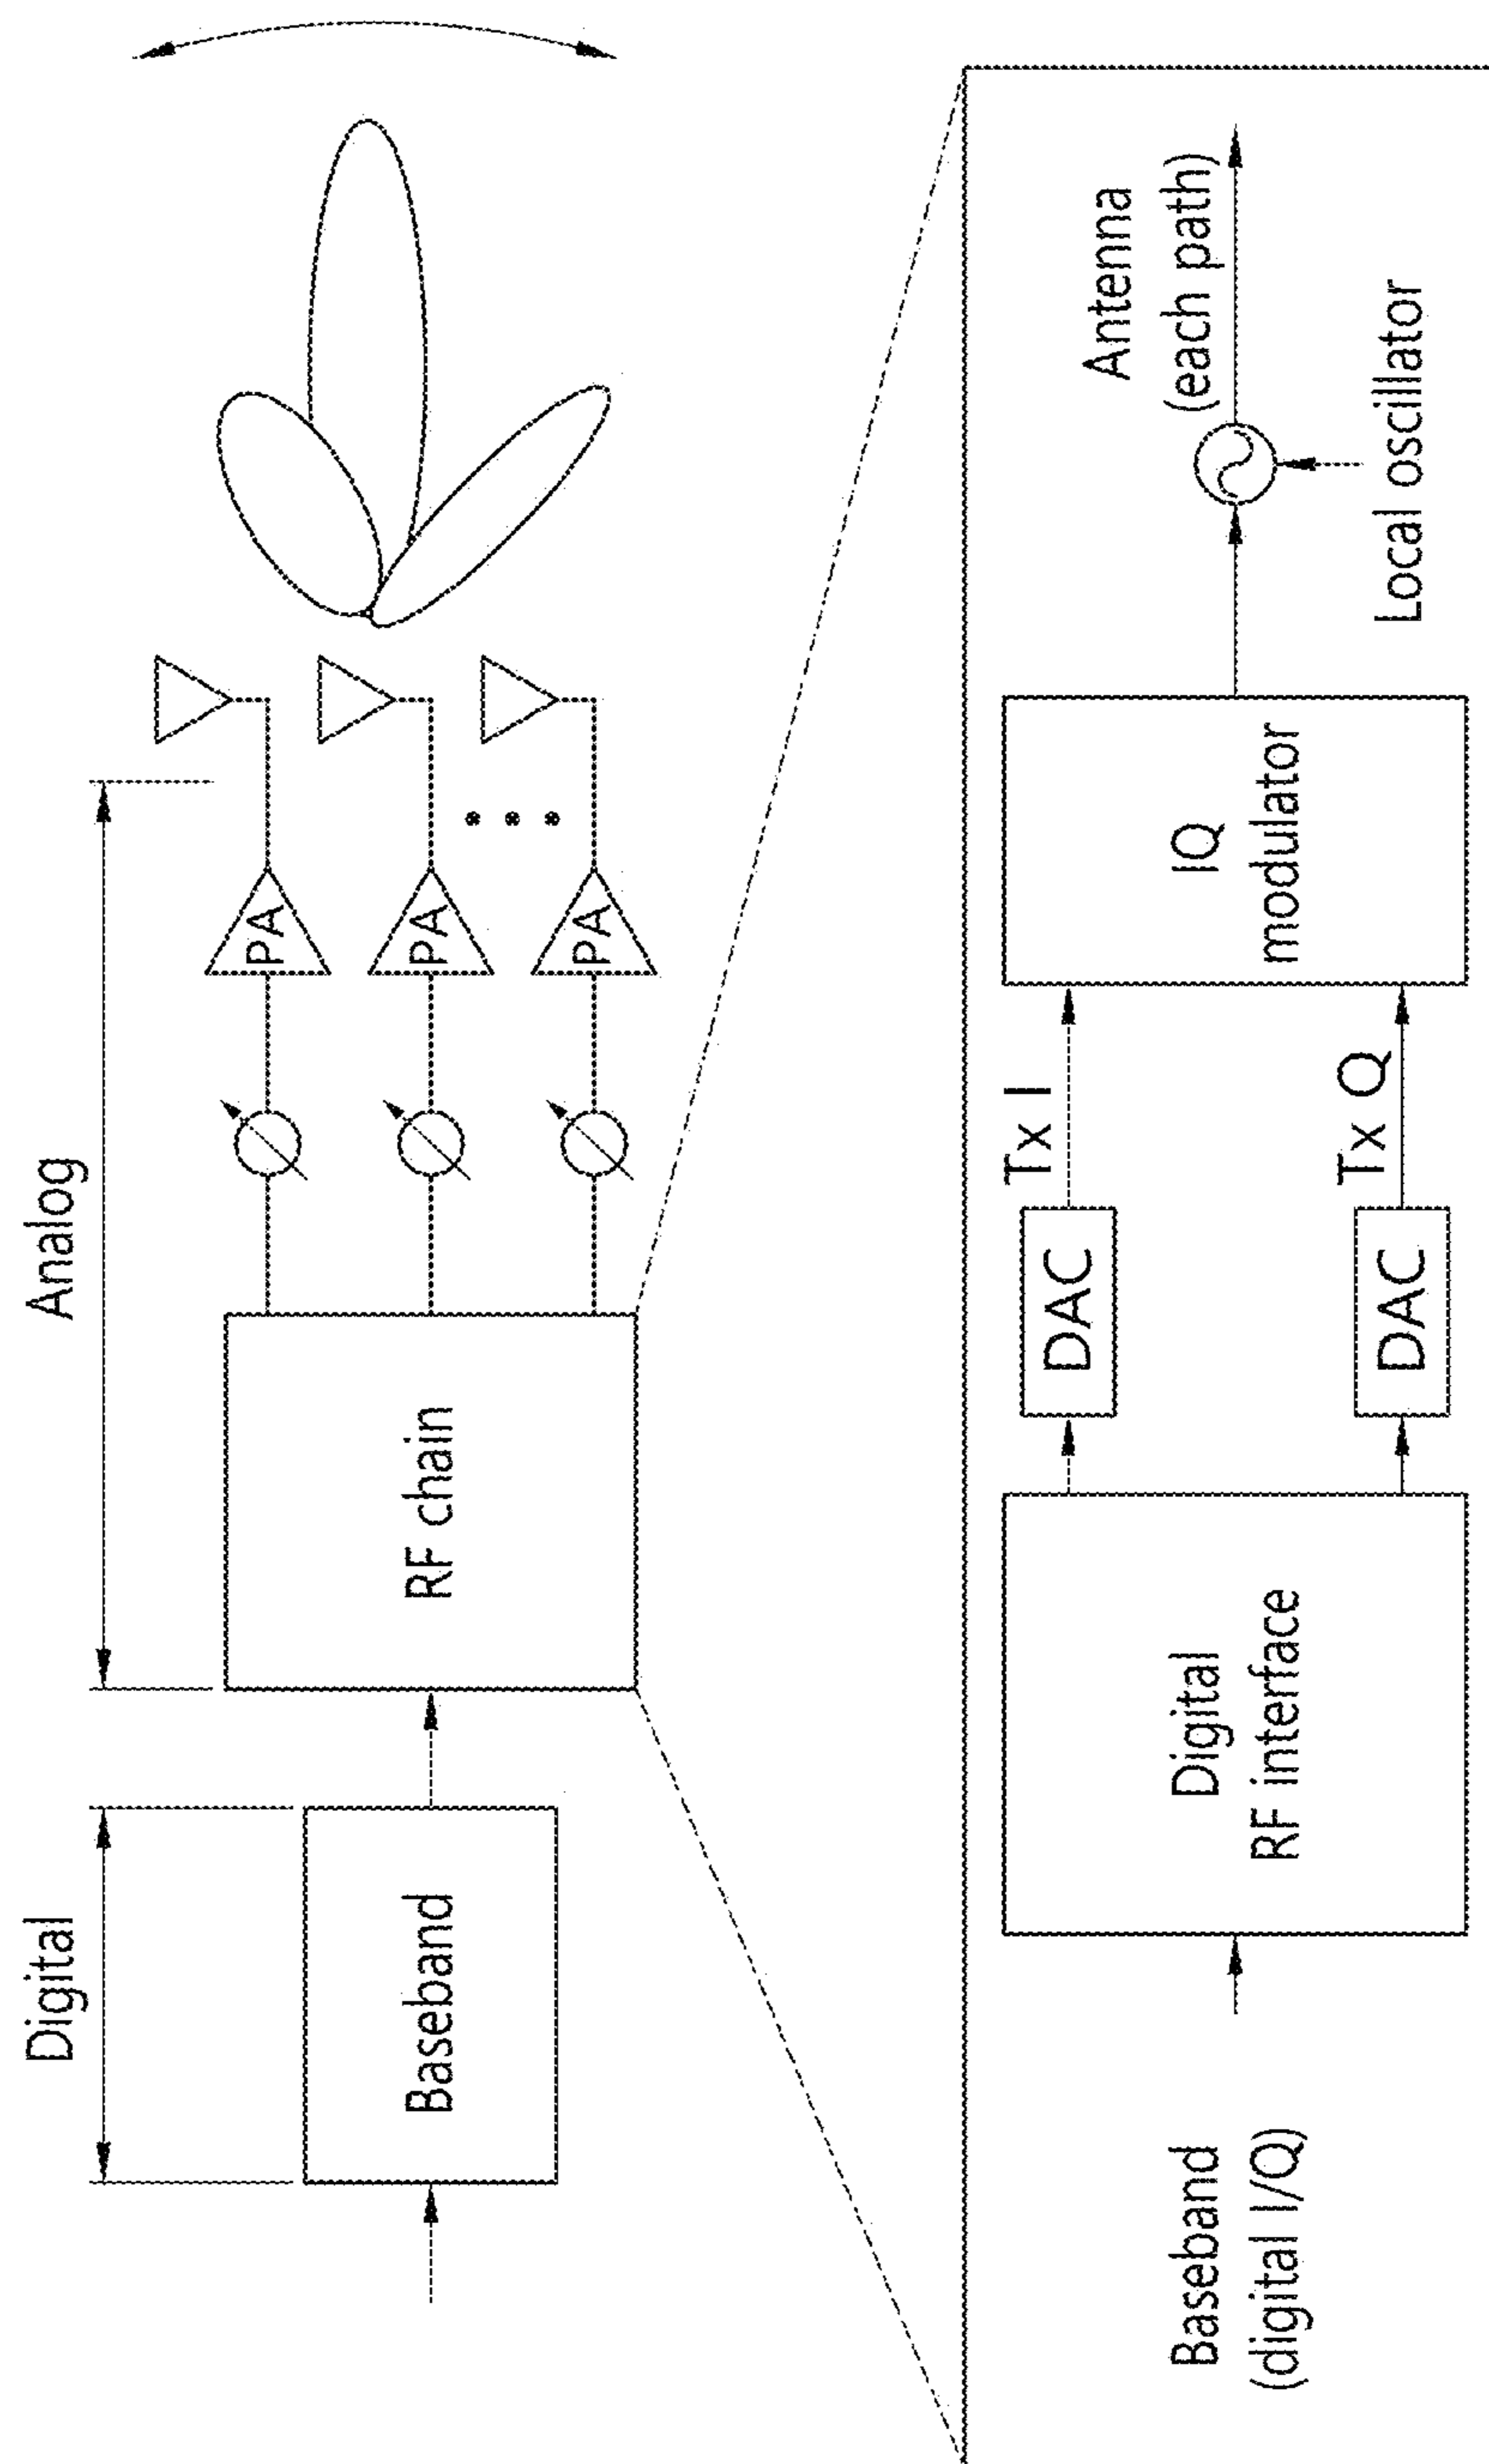 Digital
Analog
Baseband
RF chain
PA
PA
PA
Baseband
(digital I/Q)
Digital
RF interface
DAC
DAC
Tx I
Tx Q
IQ
modulator
Antenna
(each path)
Local oscillator